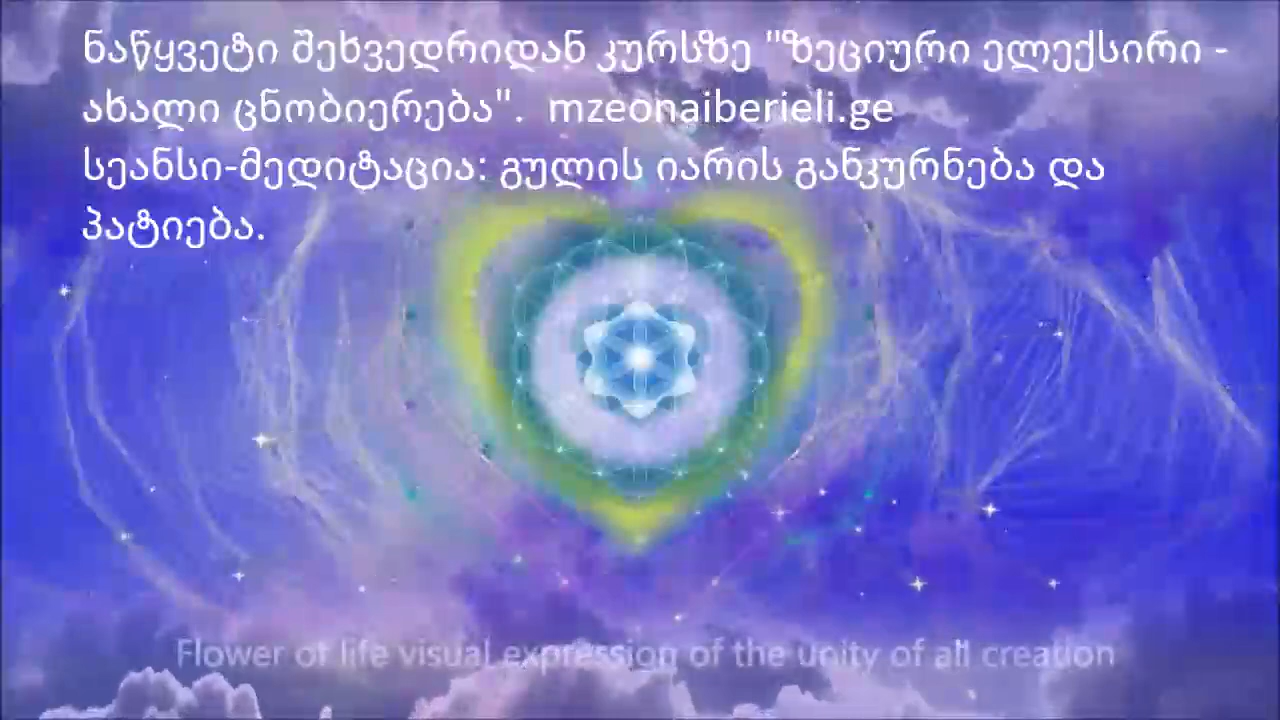 ნაწყვეტი შეხვედრიდან კურსზე "ზეციური ელექსირი -
ახალი ცნობიერება".  mzeonaiberieli.ge
სეანსი-მედიტაცია: გულის იარის განკურნება და
პატიება.
Flower of life visual expression of the unity of all creation